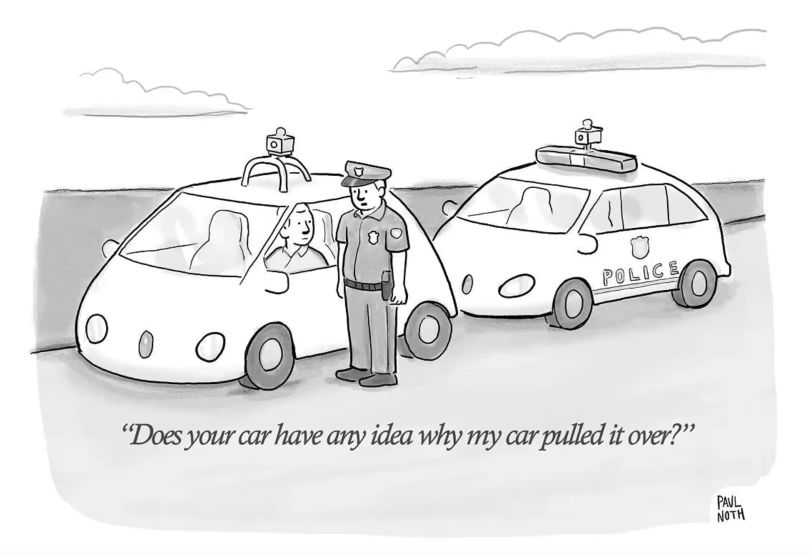 POLICE
“Does your car have any idea why my car pulled it over?”
PAUL
NOTH